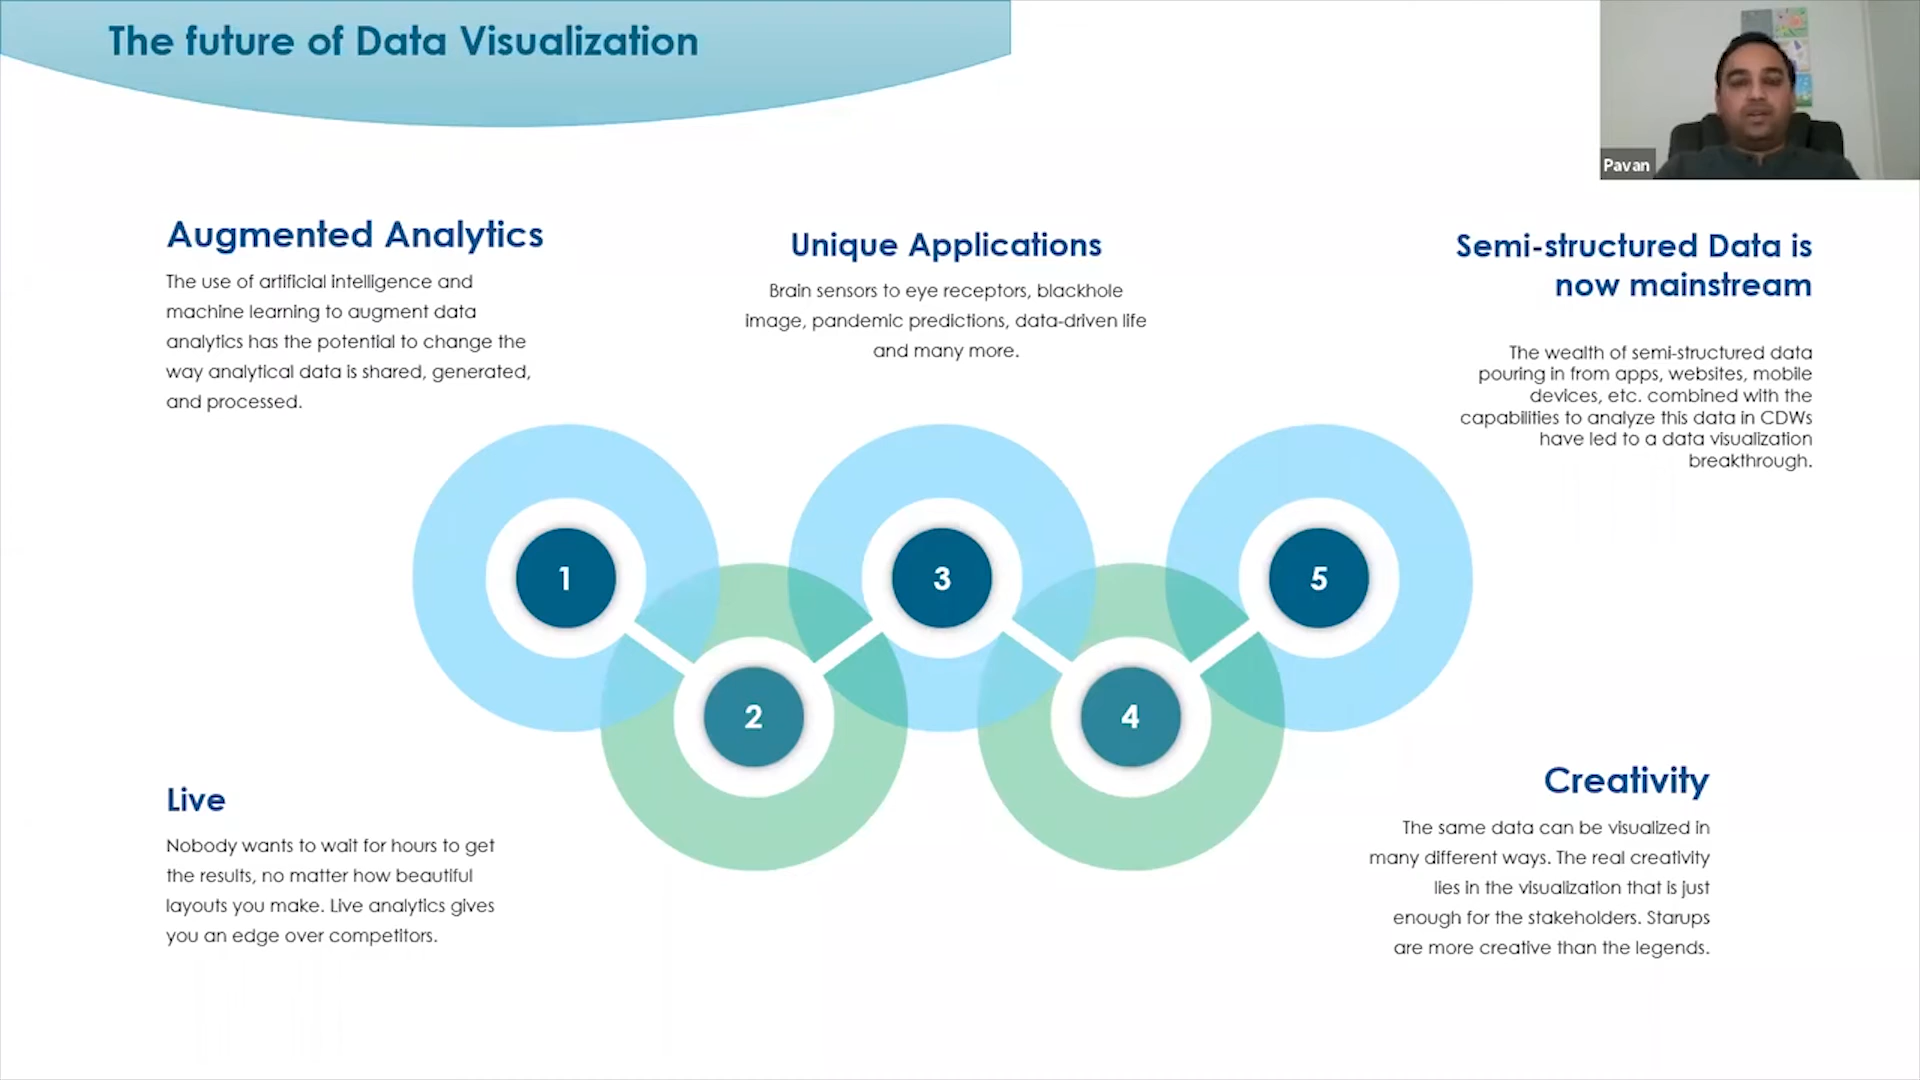 The future of Data Visualization
Pavan
Augmented Analytics
The use of artificial intelligence and
machine learning to augment data
analytics has the potential to change the
way analytical data is shared, generated,
and processed.
Unique Applications
Brain sensors to eye receptors, blackhole
image, pandemic predictions, data-driven life
and many more.
Semi-structured Data is
now mainstream
The wealth of semi-structured data
pouring in from apps, websites, mobile
devices, etc. combined with the
capabilities to analyze this data in CDWs
have led to a data visualization
breakthrough.
1
3
5
2
4
Live
Nobody wants to wait for hours to get
the results, no matter how beautiful
layouts you make. Live analytics gives
you an edge over competitors.
Creativity
The same data can be visualized in
many different ways. The real creativity
lies in the visualization that is just
enough for the stakeholders. Starups
are more creative than the legends.